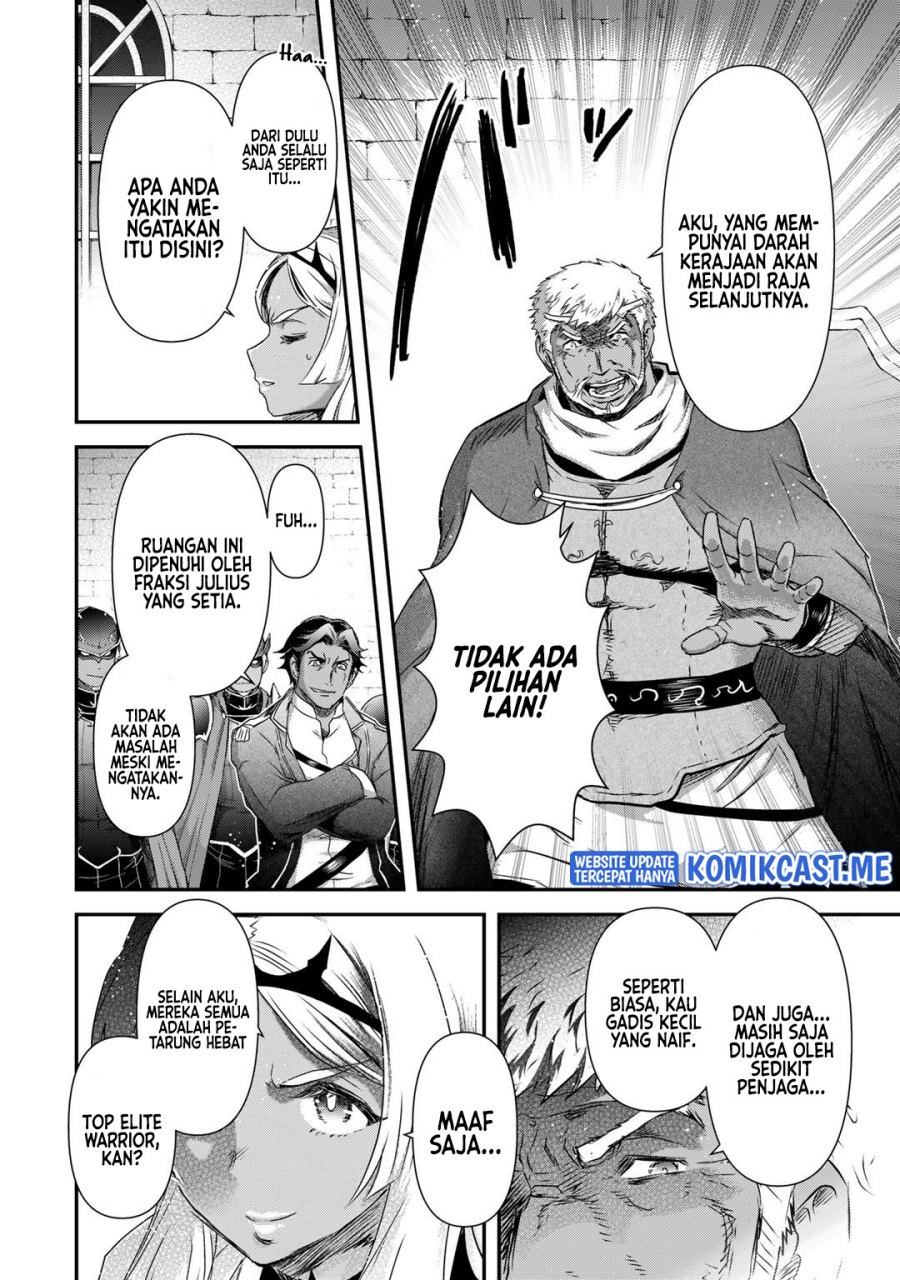 AKU, YANG MEM-
PUNYAI DARAH
KERAJAAN AKAN
MENJADI RAJA
SELANJUTNYA.
TIDAK ADA
PILIHAN
LAIN!
Haa...
DARI DULU
ANDA SELALU
SAJA SEPERTI
ITU...
APA ANDA
YAKIN ME-
NGATAKAN
ITU DISINI?
FUH...
RUANGAN INI
DIPENUHI OLEH
FRAKSI JULIUS
YANG SETIA.
TIDAK
AKAN ADA
MASALAH
MESKI ME-
NGATAKAN-
NYA.
WEBSITE UPDATE
TERCEPAT HANYA
KOMIKCAST.ME
DAN JUGA...
MASIH SAJA
DIJAGA OLEH
SEDIKIT
PENJAGA...
SEPERTI
BIASA, KAU
GADIS KECIL
YANG NAIF.
MAAF
SAJA...
SELAIN AKU,
MEREKA SEMUA
ADALAH PE-
TARUNG HEBAT
TOP ELITE
WARRIOR,
KAN?